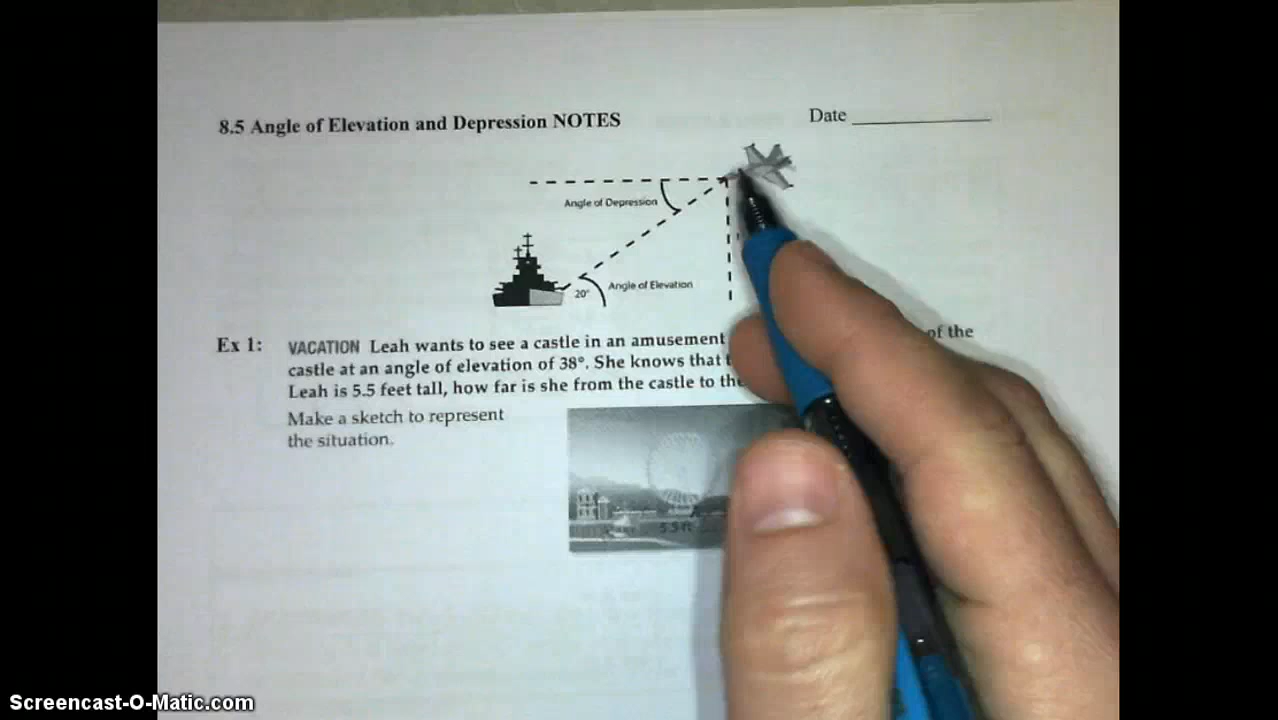 8.5 Angle of Elevation and Depression NOTES
Date
Angle of Depression
20°
Angle of Elevation
Ex 1: VACATION Leah wants to see a castle in an amusement of the
castle at an angle of elevation of 38°. She knows that
Leah is 5.5 feet tall, how far is she from the castle to the
Make a sketch to represent
the situation.
5.5 ft
Screencast-O-Matic.com